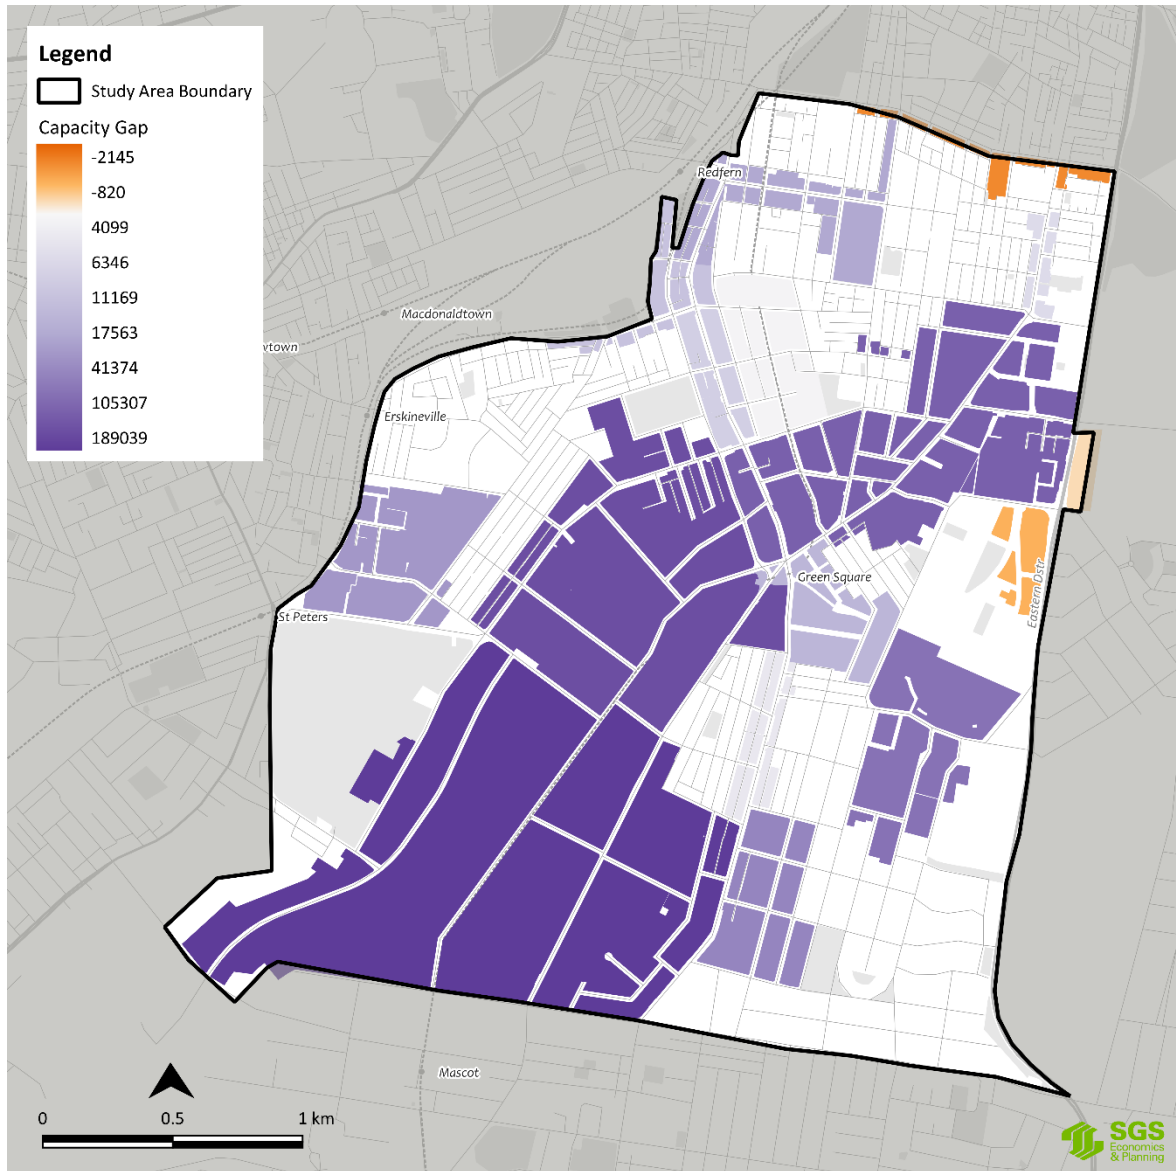 Legend
Study Area Boundary
Capacity Gap
-2145
-820
4099
6346
11169
17563
41374
105307
189039
Redfern
Macdonaldtown
wtown
Erskineville
Green Square
Eastern Dstr
St Peters
Mascot
0 0.5 1 km
SGS
Economics
& Planning